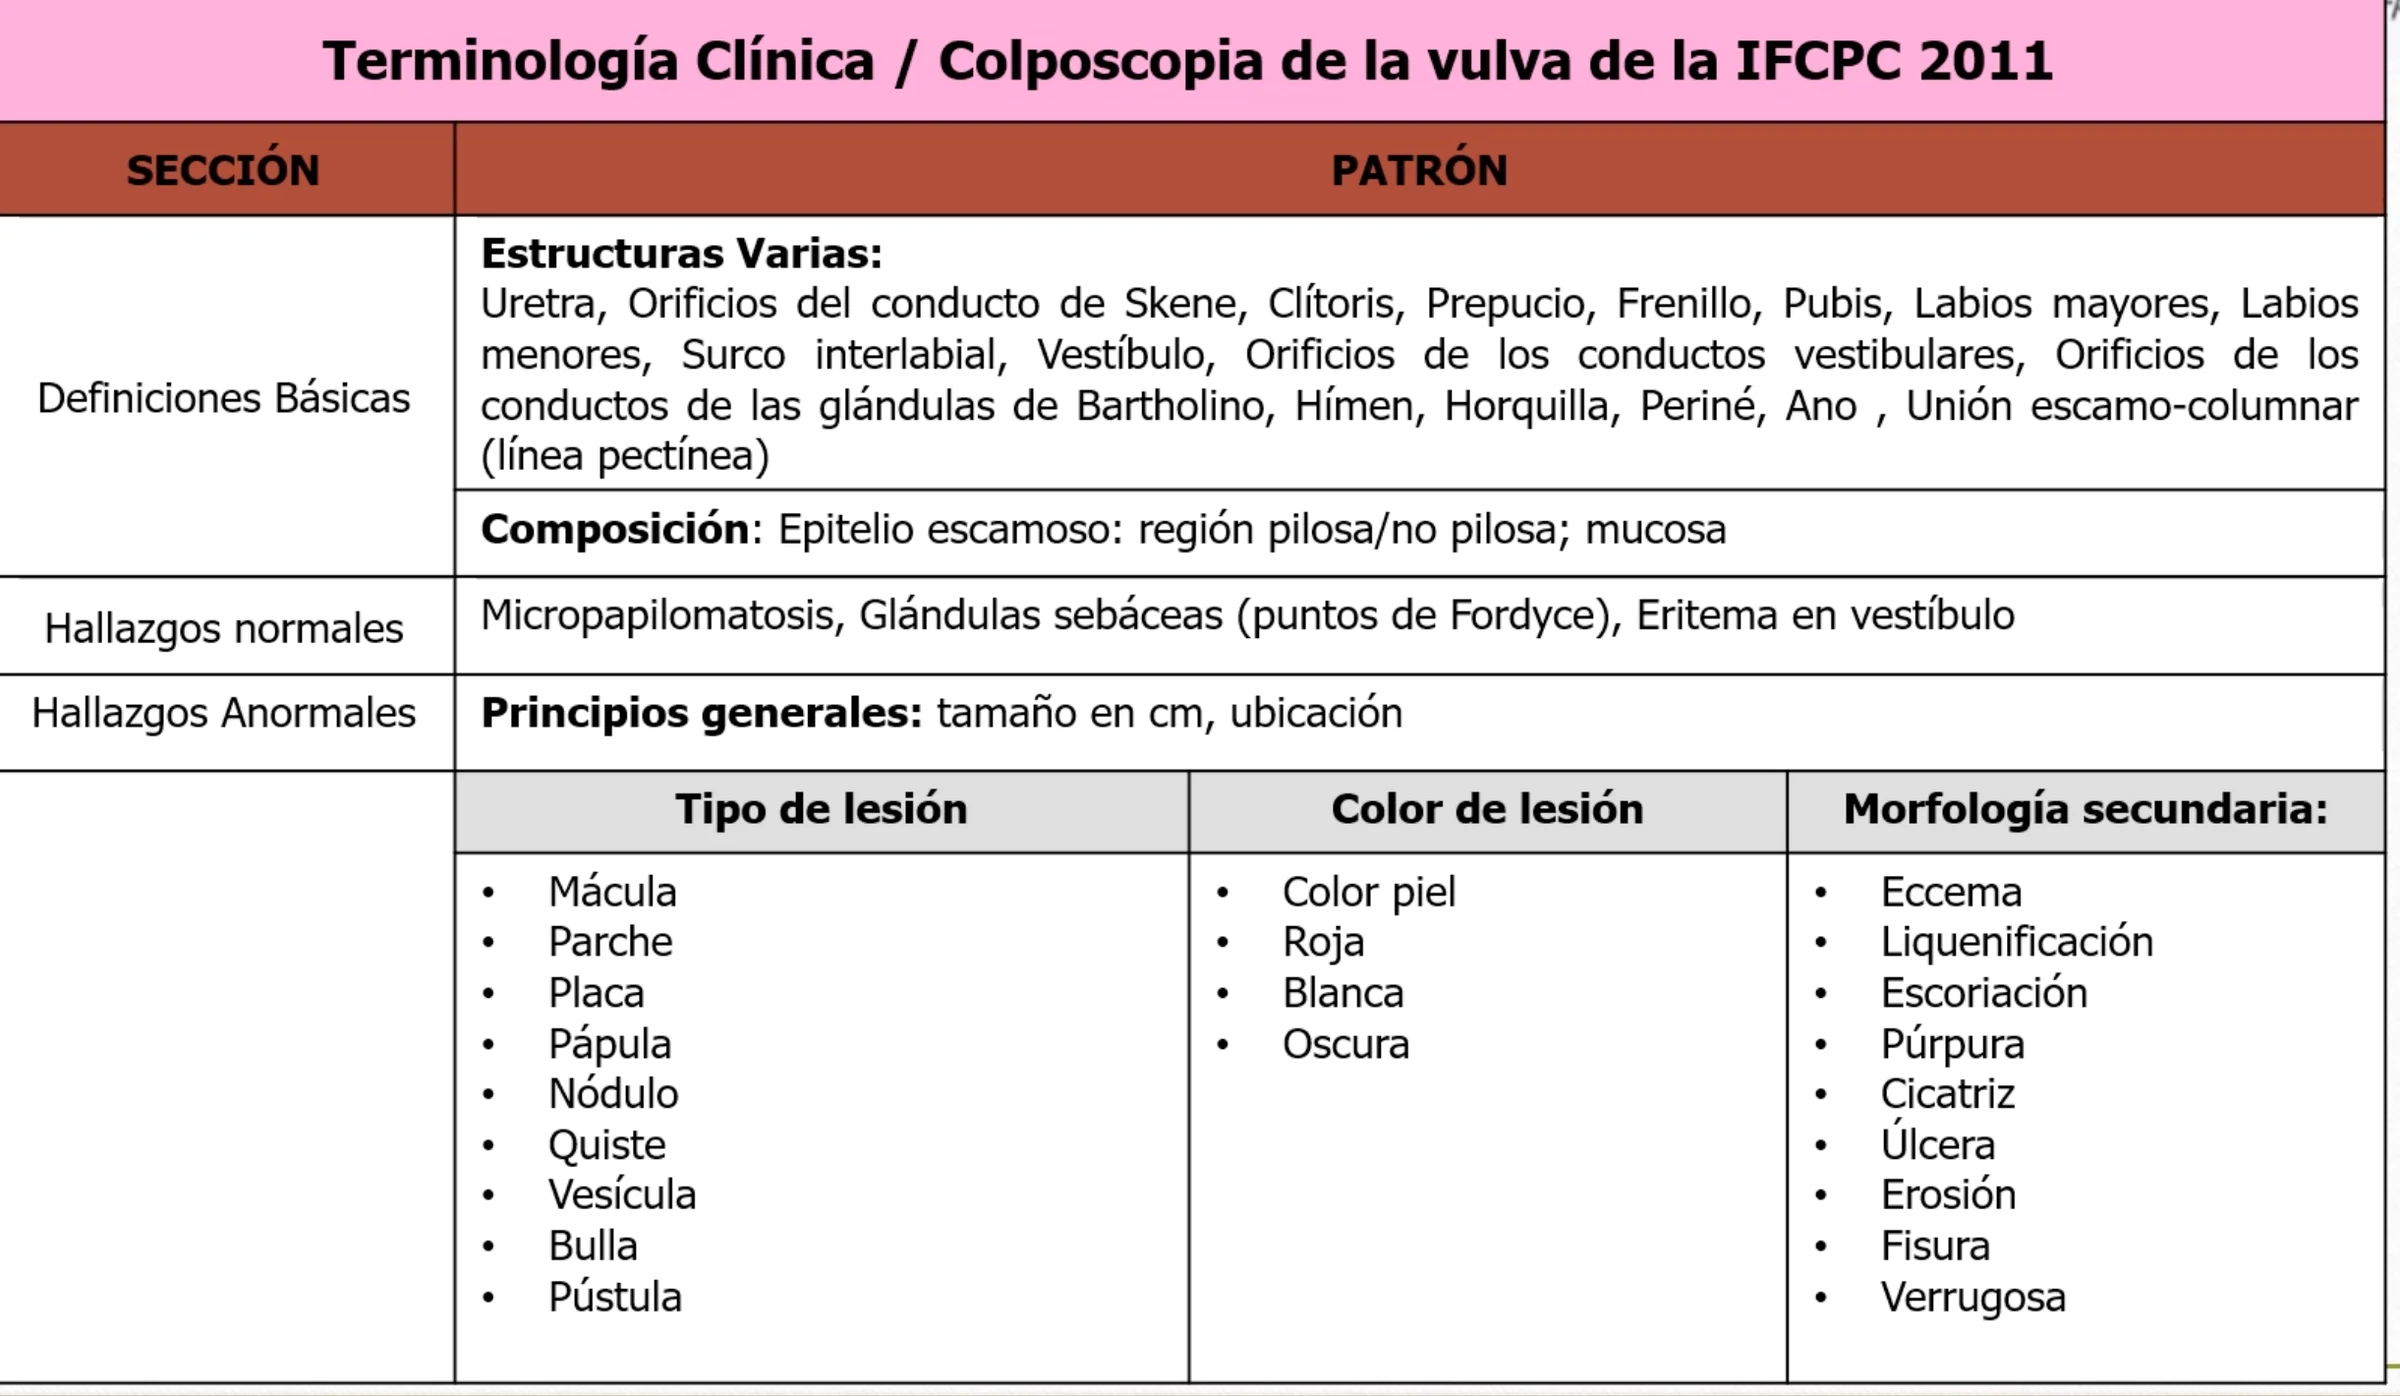 Terminología Clínica / Colposcopia de la vulva de la IFCPC 2011
SECCIÓN
PATRÓN
Definiciones Básicas
Estructuras Varias:
Uretra, Orificios del conducto de Skene, Clítoris, Prepucio, Frenillo, Pubis, Labios mayores, Labios
menores, Surco interlabial, Vestíbulo, Orificios de los conductos vestibulares, Orificios de los
conductos de las glándulas de Bartholino, Hímen, Horquilla, Periné, Ano , Unión escamo-columnar
(línea pectínea)
Composición: Epitelio escamoso: región pilosa/no pilosa; mucosa
Hallazgos normales
Micropapilomatosis, Glándulas sebáceas (puntos de Fordyce), Eritema en vestíbulo
Hallazgos Anormales
Principios generales: tamaño en cm, ubicación
Tipo de lesión
Color de lesión
Morfología secundaria:
• Mácula
• Parche
• Placa
• Pápula
• Nódulo
• Quiste
• Vesícula
• Bulla
• Pústula
• Color piel
• Roja
• Blanca
• Oscura
• Eccema
• Liquenificación
• Escoriación
• Púrpura
• Cicatriz
• Úlcera
• Erosión
• Fisura
• Verrugosa